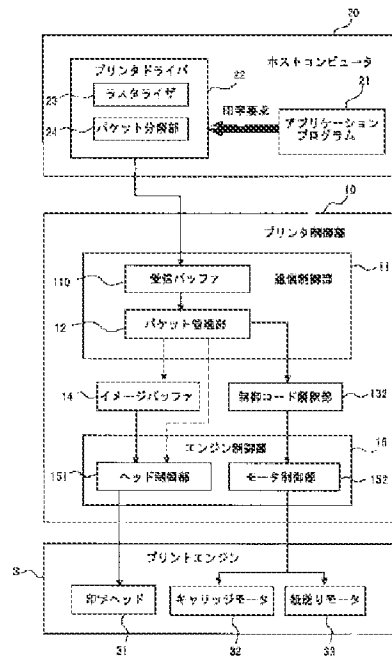 20
ホストコンピュータ
プリンタドライバ
22
23
ラスタライザ
24
パケット分解部
印字要求
21
アプリケーション
プログラム
10
プリンタ制御部
11
110
受信バッファ
通信制御部
12
パケット管理部
14
イメージバッファ
制御コード解釈部
132
エンジン制御部
15
151
ヘッド制御部
モータ制御部
152
プリントエンジン
3
印字ヘッド
キャリッジモータ
紙送りモータ
31
32
33